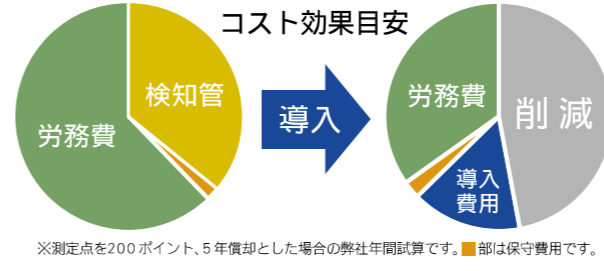 コスト効果目安
検知管
労務費
導入
労務費
削減
導入
費用
※測定点を200ポイント、5年償却とした場合の弊社年間試算です。■部は保守費用です。